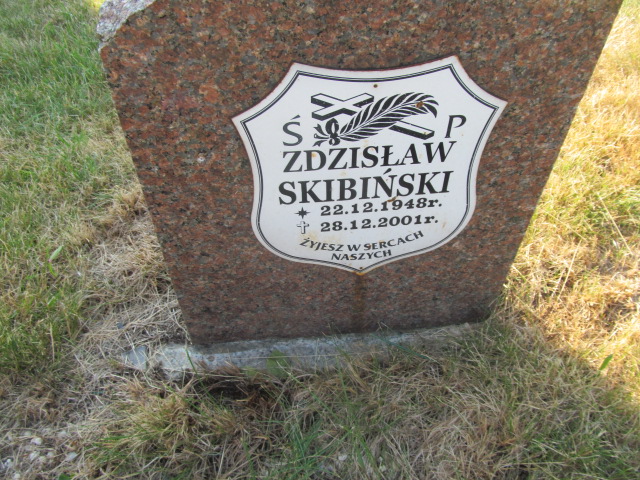 Ś P
ZDZISŁAW
SKIBIŃSKI
22.12.1948r.
28.12.2001r.
ŻYJESZ W SERCACH
NASZYCH